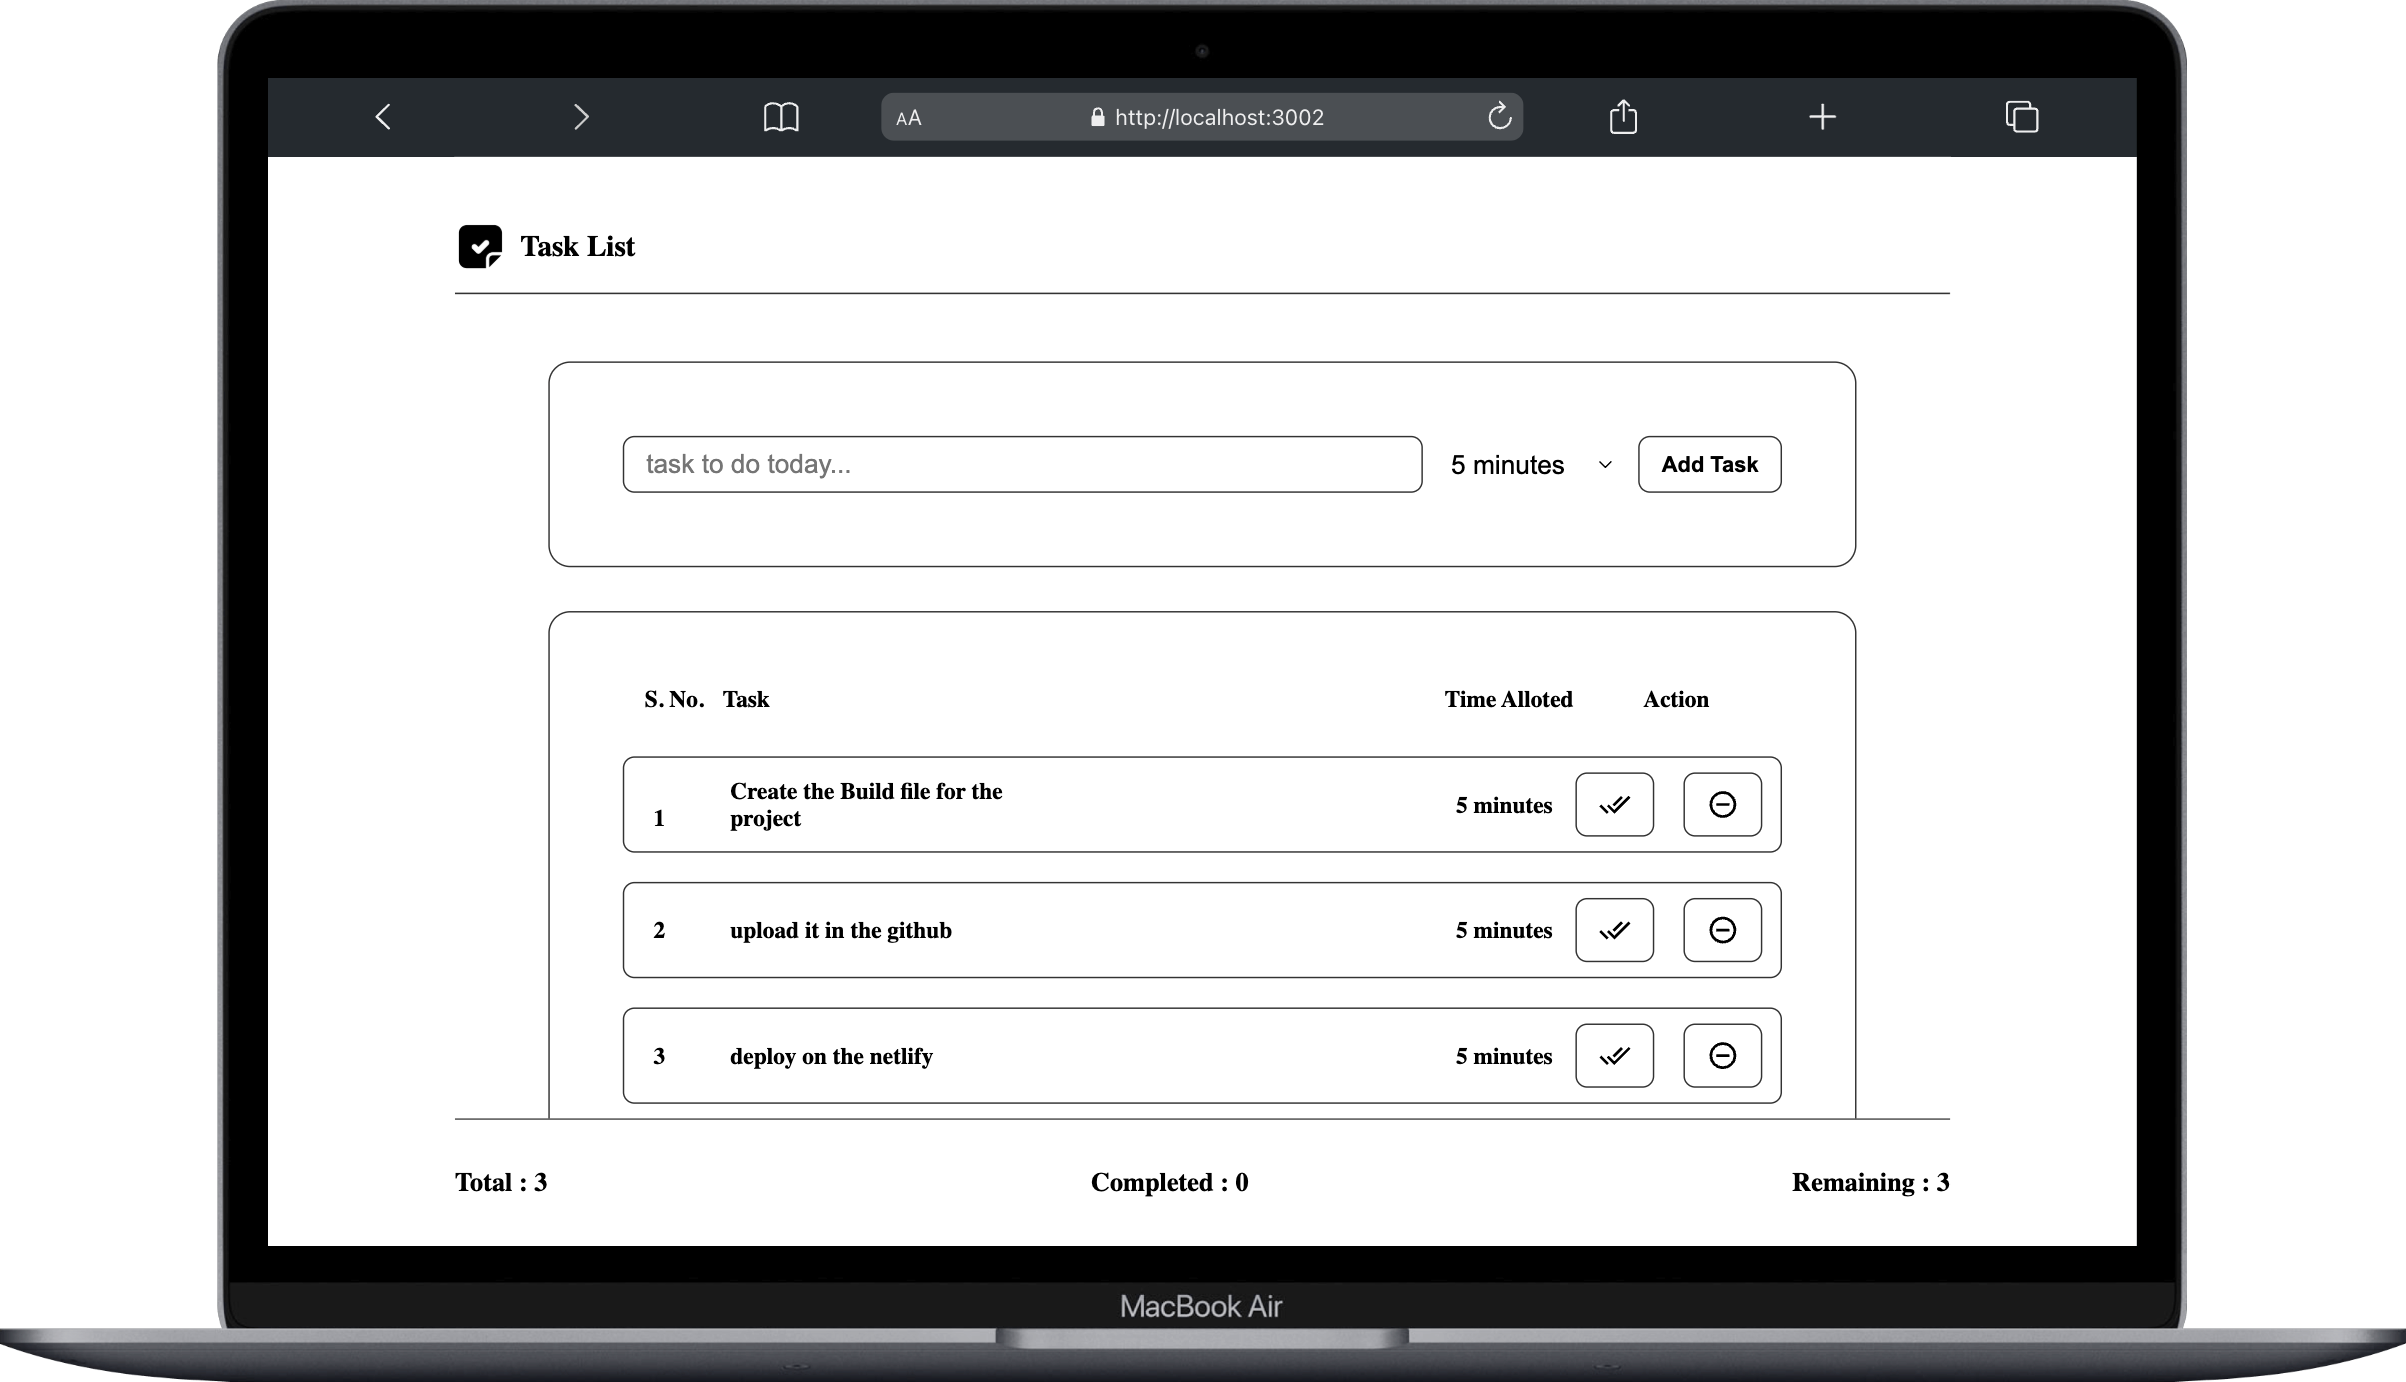 AA http://localhost:3002
Task List
task to do today... 5 minutes Add Task
S. No. Task Time Alloted Action
Create the Build file for the
1 project 5 minutes
2 upload it in the github 5 minutes
3 deploy on the netlify 5 minutes
Total : 3 Completed : 0 Remaining : 3
MacBook Air